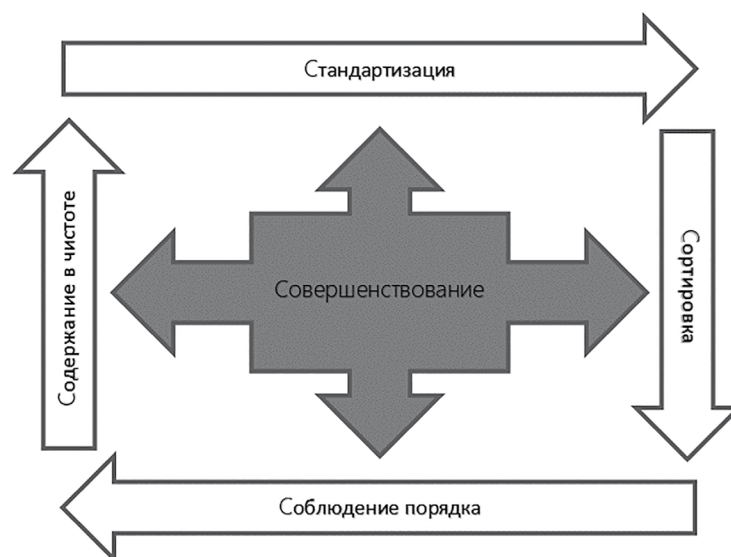 Стандартизация
Содержание в чистоте
Совершенствование
Сортировка
Соблюдение порядка